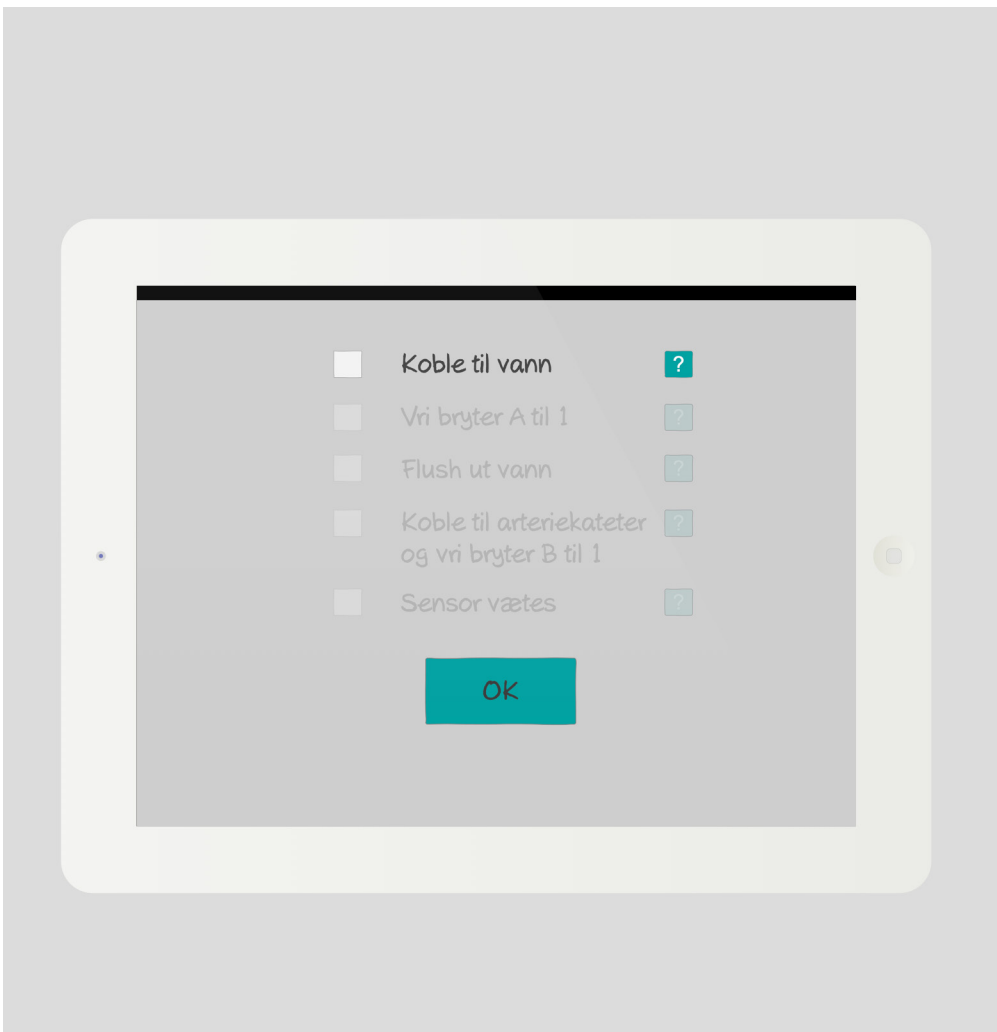 Koble til vann ?
Vri bryter A til 1 ?
Flush ut vann ?
Koble til arteriekateter ?
og vri bryter B til 1
Sensor vætes ?
OK